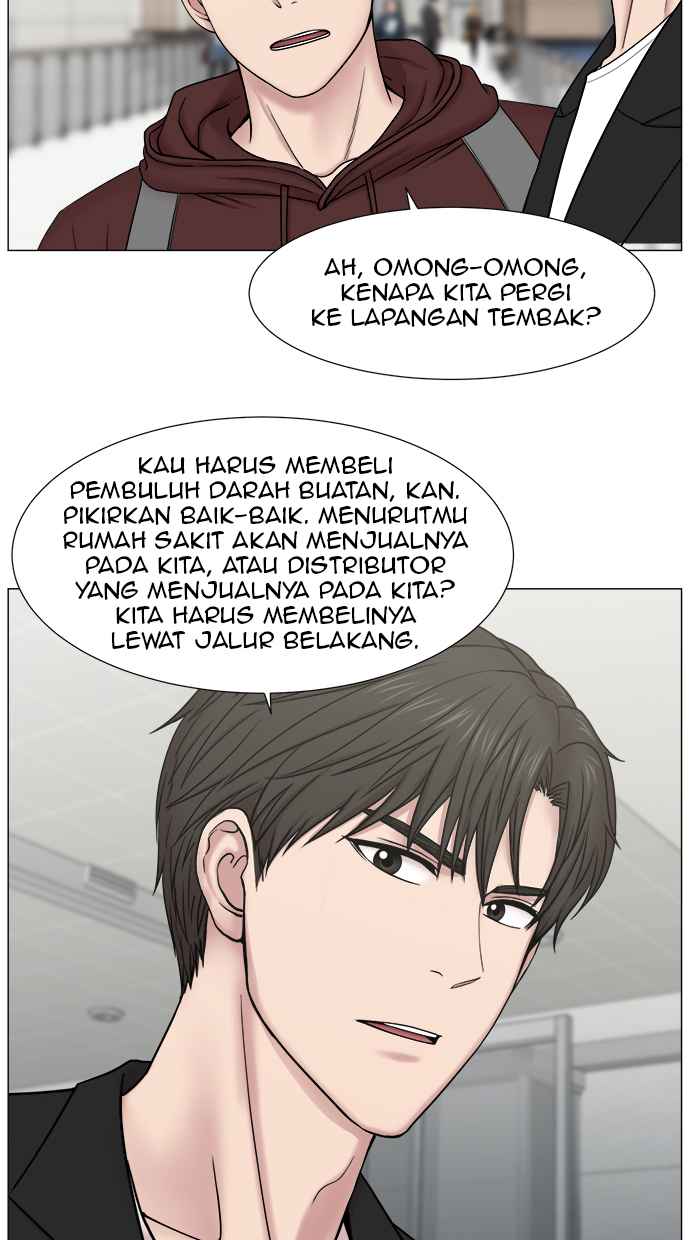 AH, OMONG-OMONG,
KENAPA KITA PERGI
KE LAPANGAN TEMBAK?
KAU HARUS MEMBELI
PEMBULUH DARAH BUATAN, KAN.
PIKIRKAN BAIK-BAIK. MENURUTMU
RUMAH SAKIT AKAN MENJUALNYA
PADA KITA, ATAU DISTRIBUTOR
YANG MENJUALNYA PADA KITA?
KITA HARUS MEMBELINYA
LEWAT JALUR BELAKANG.